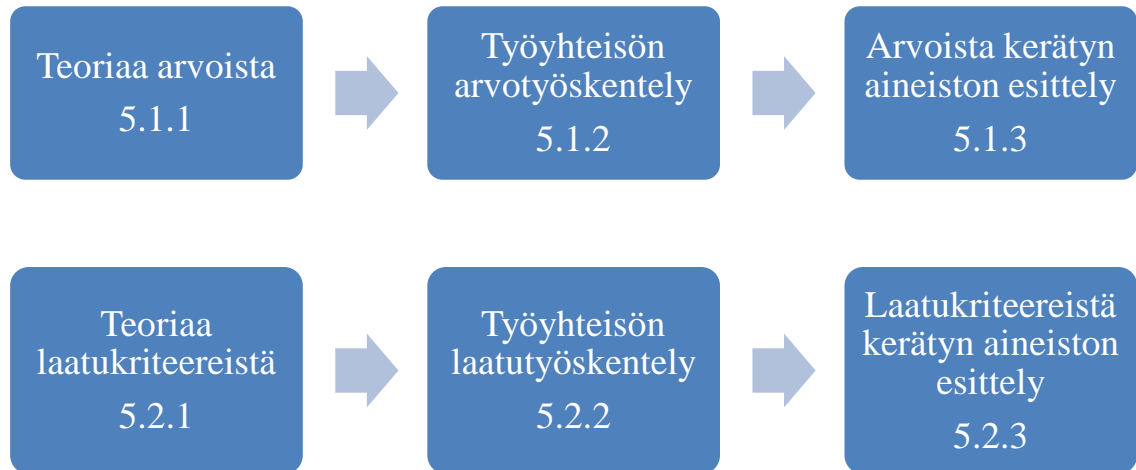 Teoriaa arvoista
5.1.1
Työyhteisön
arvotyöskentely
5.1.2
Arvoista kerätyn
aineiston esittely
5.1.3
Teoriaa
laatukriteereistä
5.2.1
Työyhteisön
laatutyöskentely
5.2.2
Laatukriteereistä
kerätyn aineiston
esittely
5.2.3